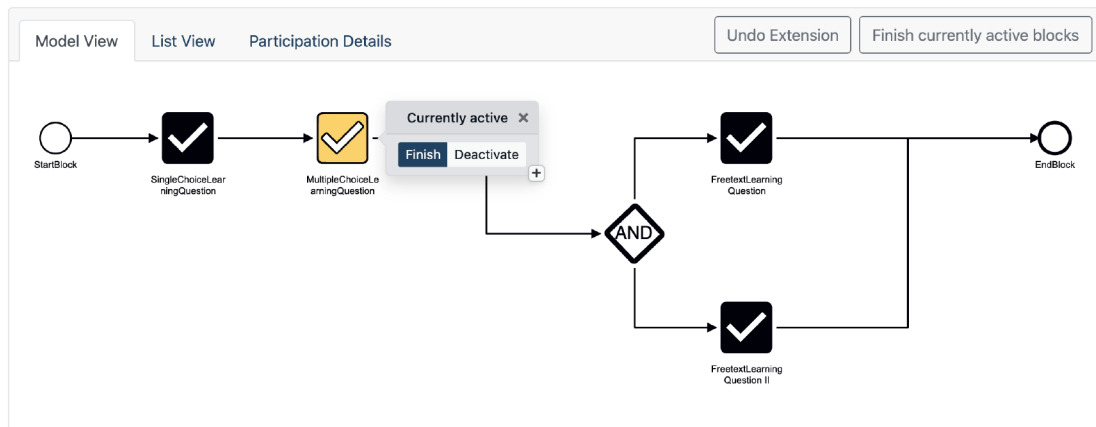 Model View
List View
Participation Details
Undo Extension
Finish currently active blocks
StartBlock
SingleChoiceLear
ningQuestion
MultipleChoiceLe
arningQuestion
Currently active ×
Finish
Deactivate
+
AND
FreetextLearning
Question
FreetextLearning
Question II
EndBlock